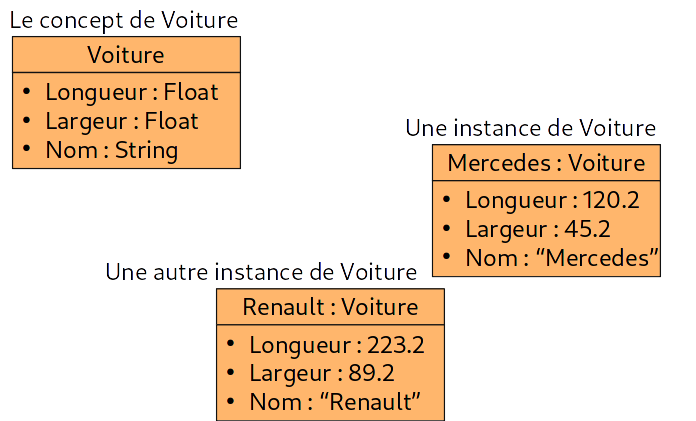 Le concept de Voiture
Voiture
• Longueur : Float
• Largeur : Float
• Nom : String
Une instance de Voiture
Mercedes : Voiture
• Longueur : 120.2
• Largeur : 45.2
• Nom : “Mercedes”
Une autre instance de Voiture
Renault : Voiture
• Longueur : 223.2
• Largeur : 89.2
• Nom : “Renault”